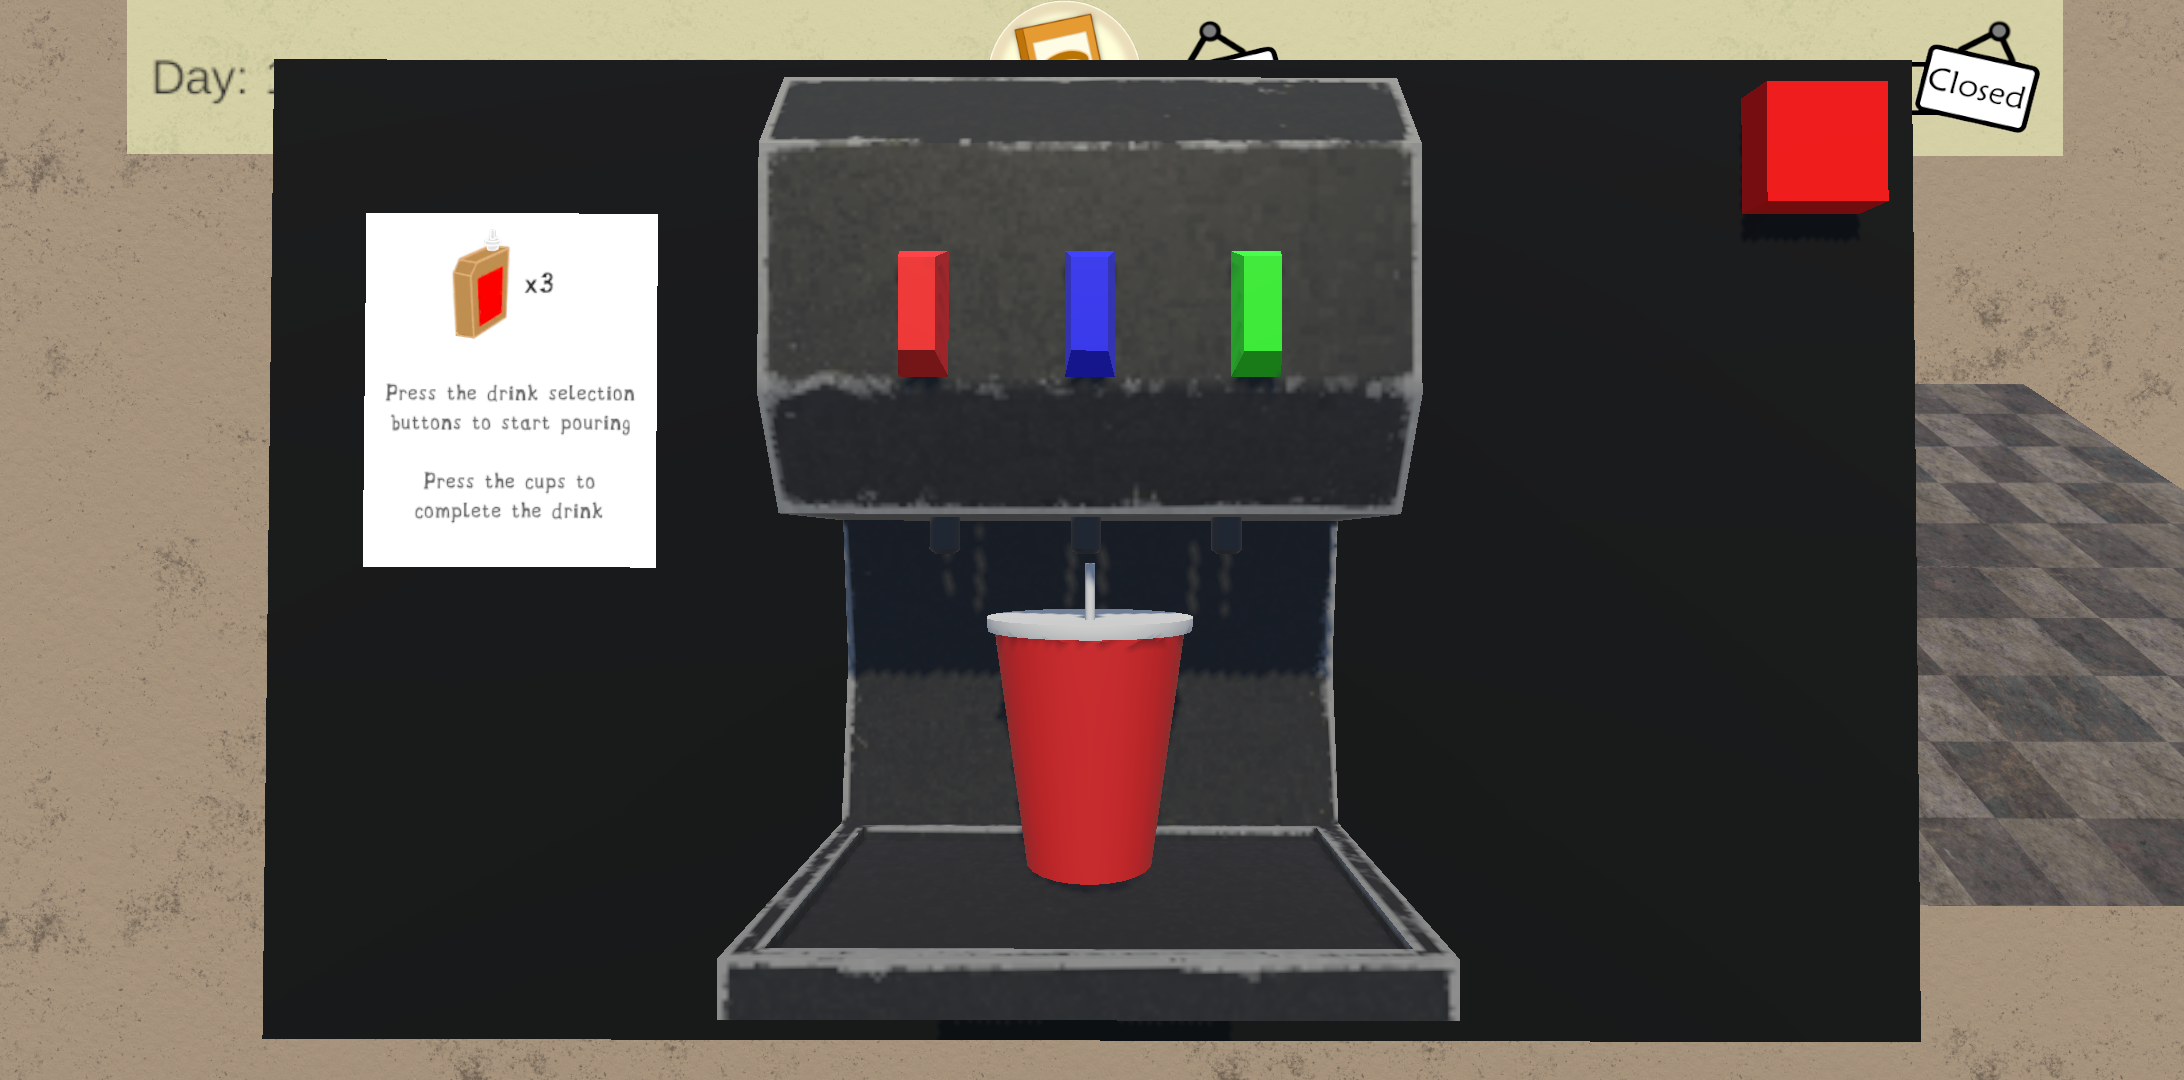 Day:
Closed
x3
Press the drink selection
buttons to start pouring
Press the cups to
complete the drink